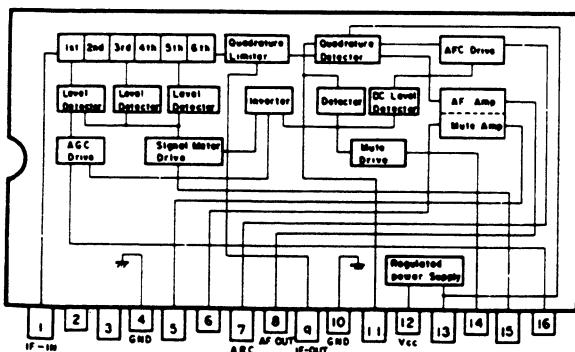 1st 2nd 3rd 4th 5th 6th
Quadrature
Limiter
Quadrature
Detector
AFC Drive
Level
Detector
Level
Detector
Level
Detector
Invertor
Detector
DC Level
Detector
AF Amp
Mute Amp
AGC
Drive
Signal Meter
Drive
Mute
Drive
Regulated
power Supply
1
2
3
4
5
6
7
8
9
10
11
12
13
14
15
16
IF-IN
GND
AFC
AF OUT
IF-OUT
GND
Vcc